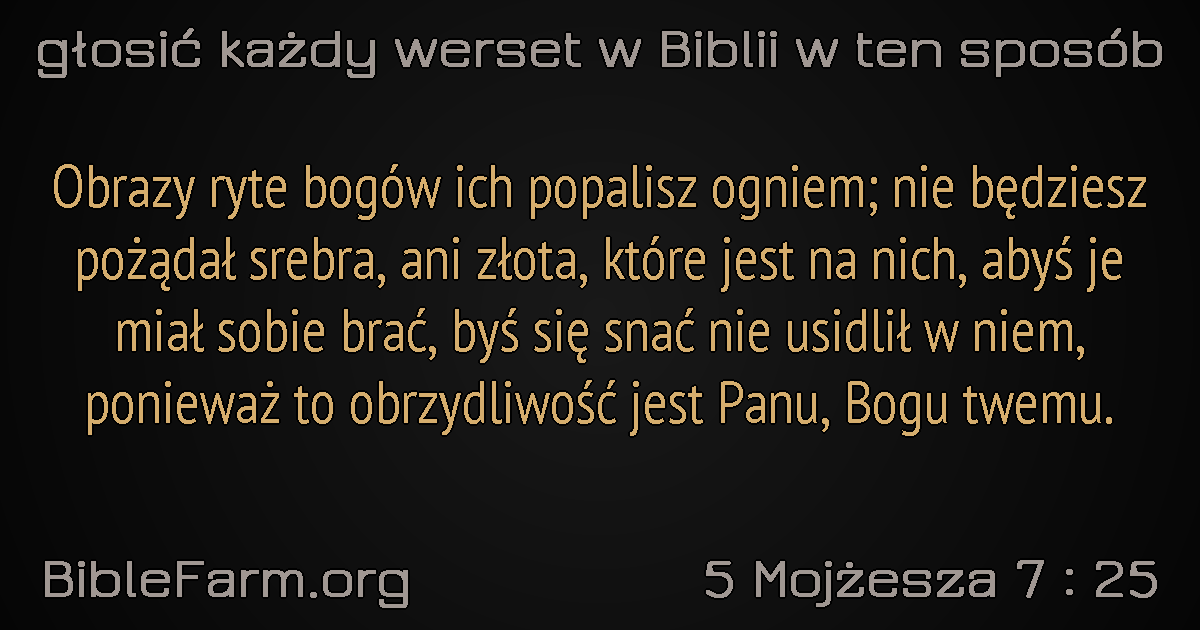 głosić każdy werset w Biblii w ten sposób
Obrazy ryte bogów ich popalisz ogniem; nie będziesz
pożądał srebra, ani złota, które jest na nich, abyś je
miał sobie brać, byś się snać nie usidlił w niem,
ponieważ to obrzydliwość jest Panu, Bogu twemu.
BibleFarm.org
5 Mojżesza 7 : 25